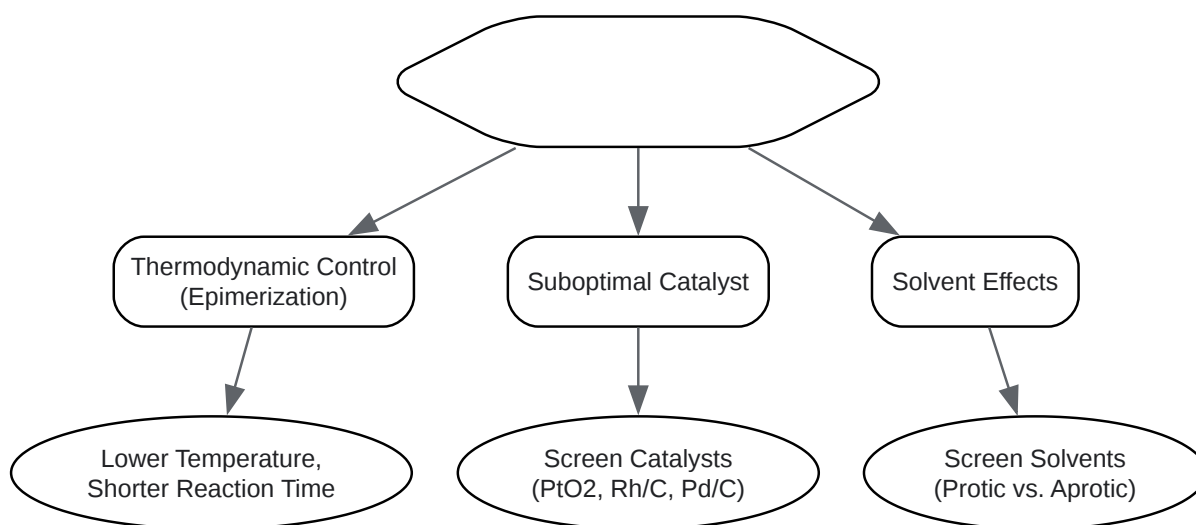 Thermodynamic Control
(Epimerization)
Suboptimal Catalyst
Solvent Effects
Lower Temperature,
Shorter Reaction Time
Screen Catalysts
(PtO2, Rh/C, Pd/C)
Screen Solvents
(Protic vs. Aprotic)